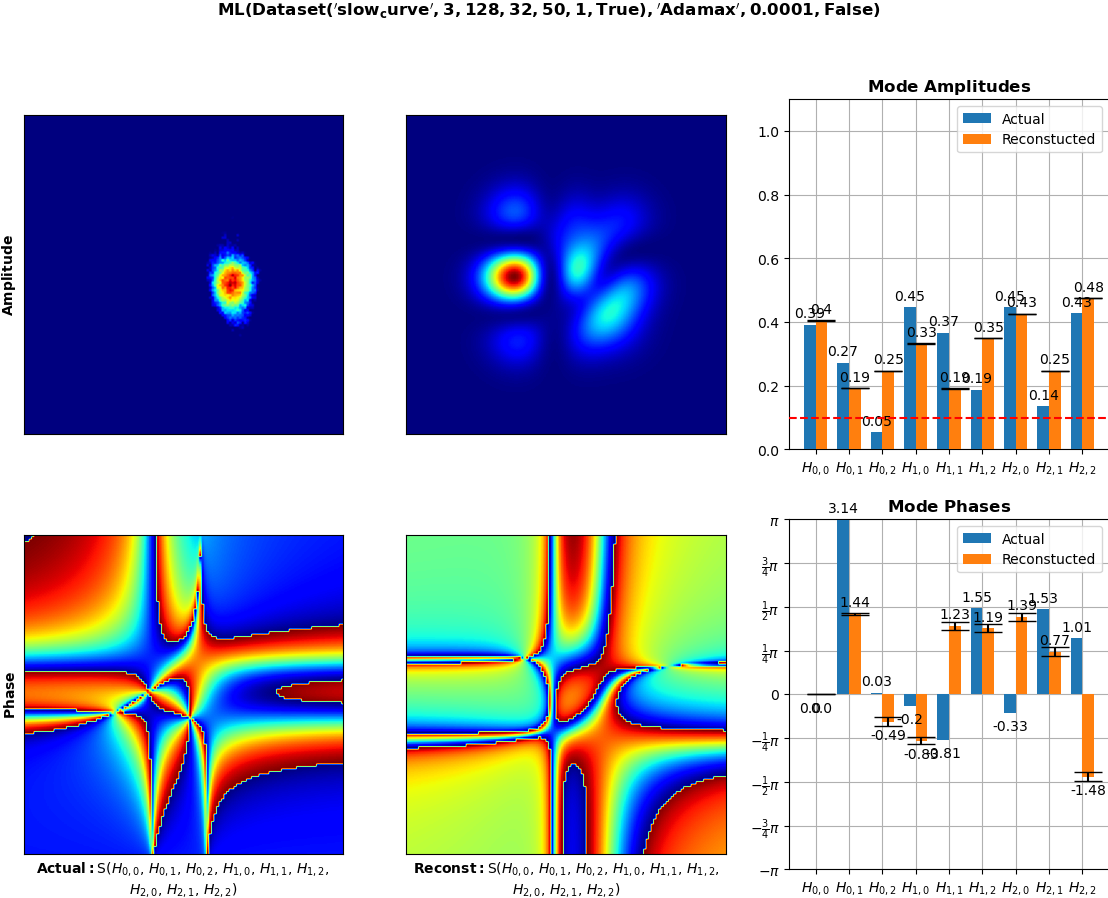 ML(Dataset('slow_curve', 3, 128, 32, 50, 1, True), 'Adamax', 0.0001, False)
Mode Amplitudes
Amplitude
Actual
Reconstucted
1.0
0.8
0.6
0.4
0.2
0.0
0.39
0.4
0.27
0.19
0.05
0.25
0.45
0.33
0.37
0.19
0.19
0.35
0.45
0.43
0.14
0.25
0.43
0.48
H0,0 H0,1 H0,2 H1,0 H1,1 H1,2 H2,0 H2,1 H2,2
Mode Phases
Phase
Actual
Reconstucted
π
3/4π
1/2π
1/4π
0
−1/4π
−1/2π
−3/4π
−π
0.0
0.0
3.14
1.44
0.03
-0.49
-0.2
-0.83
-0.81
1.23
1.55
1.19
-0.33
1.39
1.53
0.77
1.01
-1.48
H0,0 H0,1 H0,2 H1,0 H1,1 H1,2 H2,0 H2,1 H2,2
Actual: S(H0,0, H0,1, H0,2, H1,0, H1,1, H1,2,
H2,0, H2,1, H2,2)
Reconst: S(H0,0, H0,1, H0,2, H1,0, H1,1, H1,2,
H2,0, H2,1, H2,2)